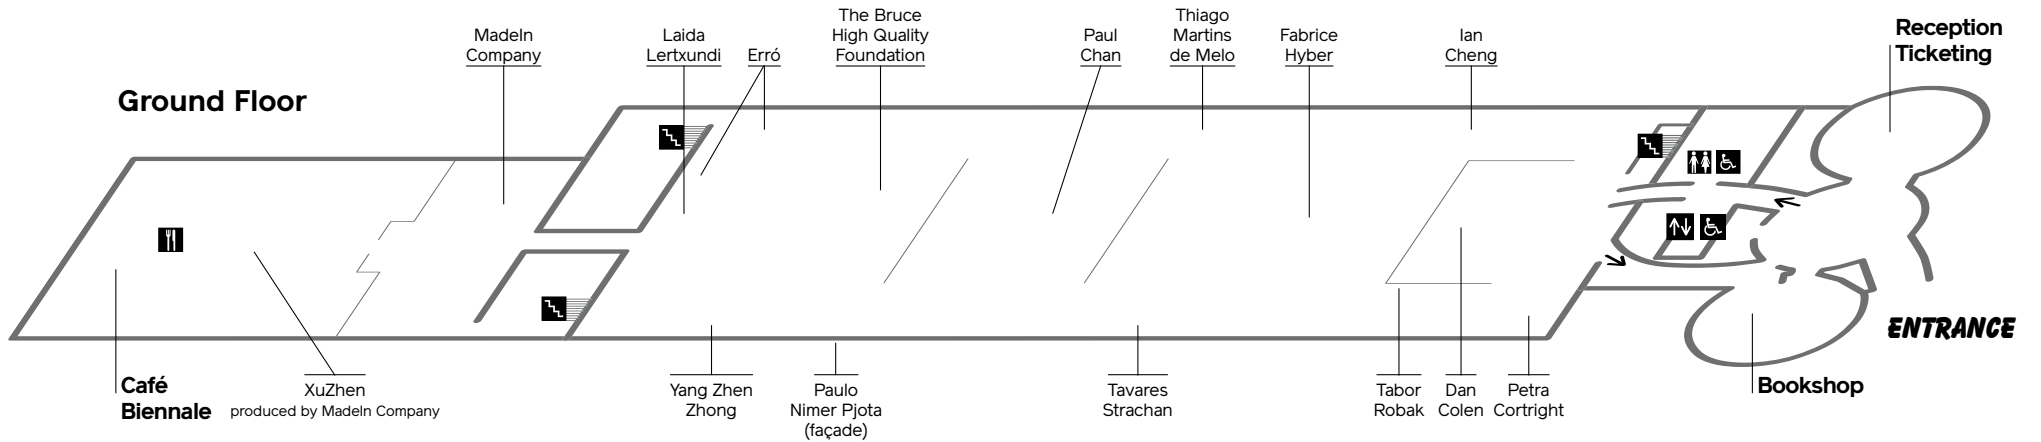 Ground Floor
MadeIn
Company
Laida
Lertxundi
Erró
The Bruce
High Quality
Foundation
Paul
Chan
Thiago
Martins
de Melo
Fabrice
Hyber
Ian
Cheng
Reception
Ticketing
ENTRANCE
Café
Biennale
XuZhen
produced by MadeIn Company
Yang Zhen
Zhong
Paulo
Nimer Pjota
(façade)
Tavares
Strachan
Tabor
Robak
Dan
Colen
Petra
Cortright
Bookshop